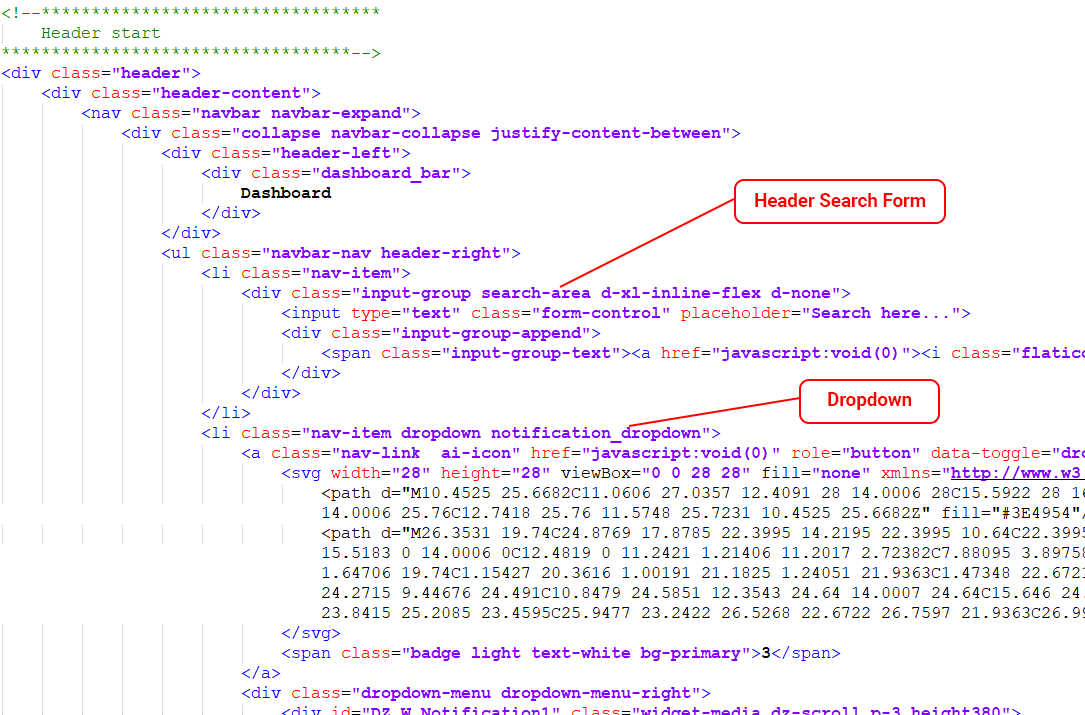 <!--**********************************
    Header start
***********************************-->
<div class="header">
    <div class="header-content">
        <nav class="navbar navbar-expand">
            <div class="collapse navbar-collapse justify-content-between">
                <div class="header-left">
                    <div class="dashboard_bar">
                        Dashboard
                    </div>
                </div>
Header Search Form
                <ul class="navbar-nav header-right">
                    <li class="nav-item">
                        <div class="input-group search-area d-xl-inline-flex d-none">
                            <input type="text" class="form-control" placeholder="Search here...">
                            <div class="input-group-append">
                                <span class="input-group-text"><a href="javascript:void(0)"><i class="flatico
                            </div>
                        </div>
Dropdown
                    </li>
                    <li class="nav-item dropdown notification_dropdown">
                        <a class="nav-link  ai-icon" href="javascript:void(0)" role="button" data-toggle="dro
                            <svg width="28" height="28" viewBox="0 0 28 28" fill="none" xmlns="http://www.w3.
                                <path d="M10.4525 25.6682C11.0606 27.0357 12.4091 28 14.0006 28C15.5922 28 16
                                14.0006 25.76C12.7418 25.76 11.5748 25.7231 10.4525 25.6682Z" fill="#3E4954"/
                                <path d="M26.3531 19.74C24.8769 17.8785 22.3995 14.2195 22.3995 10.64C22.3995
                                15.5183 0 14.0006 0C12.4819 0 11.2421 1.21406 11.2017 2.72382C7.88095 3.89758
                                1.64706 19.74C1.15427 20.3616 1.00191 21.1825 1.24051 21.9363C1.47348 22.6721
                                24.2715 9.44676 24.491C10.8479 24.5851 12.3543 24.64 14.0007 24.64C15.646 24.
                                23.8415 25.2085 23.4595C25.9477 23.2422 26.5268 22.6722 26.7597 21.9363C26.99
                            </svg>
                            <span class="badge light text-white bg-primary">3</span>
                        </a>
                        <div class="dropdown-menu dropdown-menu-right">
                            <div id="DZ_W_Notification1" class="widget-media dz-scroll p-3 height380">